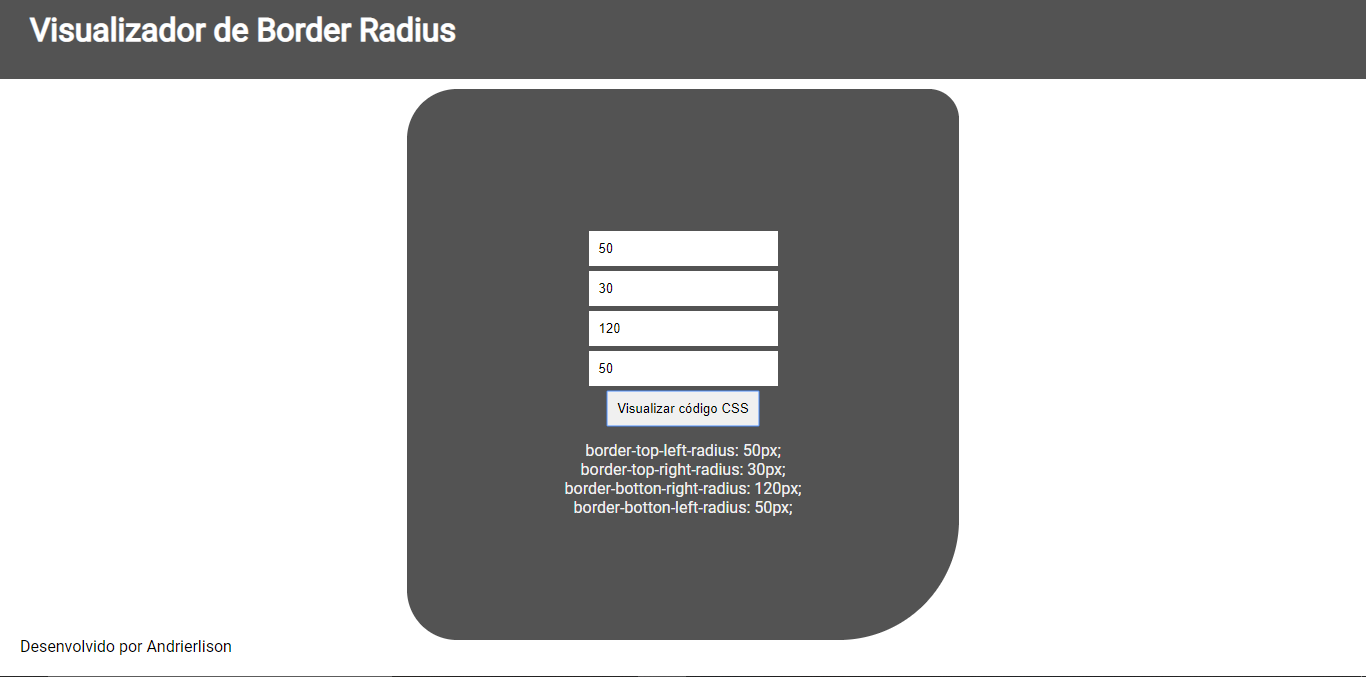 Visualizador de Border Radius
50
30
120
50
Visualizar código CSS
border-top-left-radius: 50px;
border-top-right-radius: 30px;
border-botton-right-radius: 120px;
border-botton-left-radius: 50px;
Desenvolvido por Andrierlison